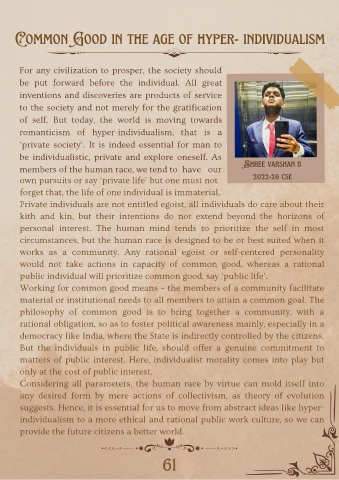 COMMON GOOD IN THE AGE OF HYPER- INDIVIDUALISM
For any civilization to prosper, the society should
be put forward before the individual. All great
inventions and discoveries are products of service
to the society and not merely for the gratification
of self. But today, the world is moving towards
romanticism of hyper-individualism, that is a
'private society'. It is indeed essential for man to
be individualistic, private and explore oneself. As
members of the human race, we tend to have our
own pursuits or say 'private life' but one must not
forget that, the life of one individual is immaterial.
SHREE VARSHAN B
2022-26 CSE
Private individuals are not entitled egoist, all individuals do care about their
kith and kin, but their intentions do not extend beyond the horizons of
personal interest. The human mind tends to prioritize the self in most
circumstances, but the human race is designed to be or best suited when it
works as a community. Any rational egoist or self-centered personality
would not take actions in capacity of common good, whereas a rational
public individual will prioritize common good, say 'public life'.
Working for common good means – the members of a community facilitate
material or institutional needs to all members to attain a common goal. The
philosophy of common good is to bring together a community, with a
rational obligation, so as to foster political awareness mainly, especially in a
democracy like India, where the State is indirectly controlled by the citizens.
But the individuals in public life, should offer a genuine commitment to
matters of public interest. Here, individualist morality comes into play but
only at the cost of public interest.
Considering all parameters, the human race by virtue can mold itself into
any desired form by mere actions of collectivism, as theory of evolution
suggests. Hence, it is essential for us to move from abstract ideas like hyper-
individualism to a more ethical and rational public work culture, so we can
provide the future citizens a better world.
61